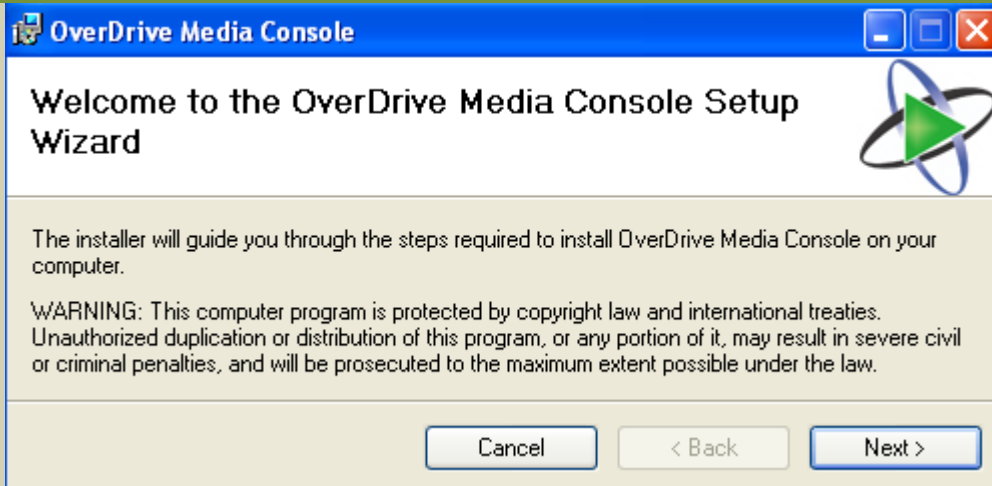 OverDrive Media Console
Welcome to the OverDrive Media Console Setup
Wizard
The installer will guide you through the steps required to install OverDrive Media Console on your
computer.
WARNING: This computer program is protected by copyright law and international treaties.
Unauthorized duplication or distribution of this program, or any portion of it, may result in severe civil
or criminal penalties, and will be prosecuted to the maximum extent possible under the law.
Cancel < Back Next >